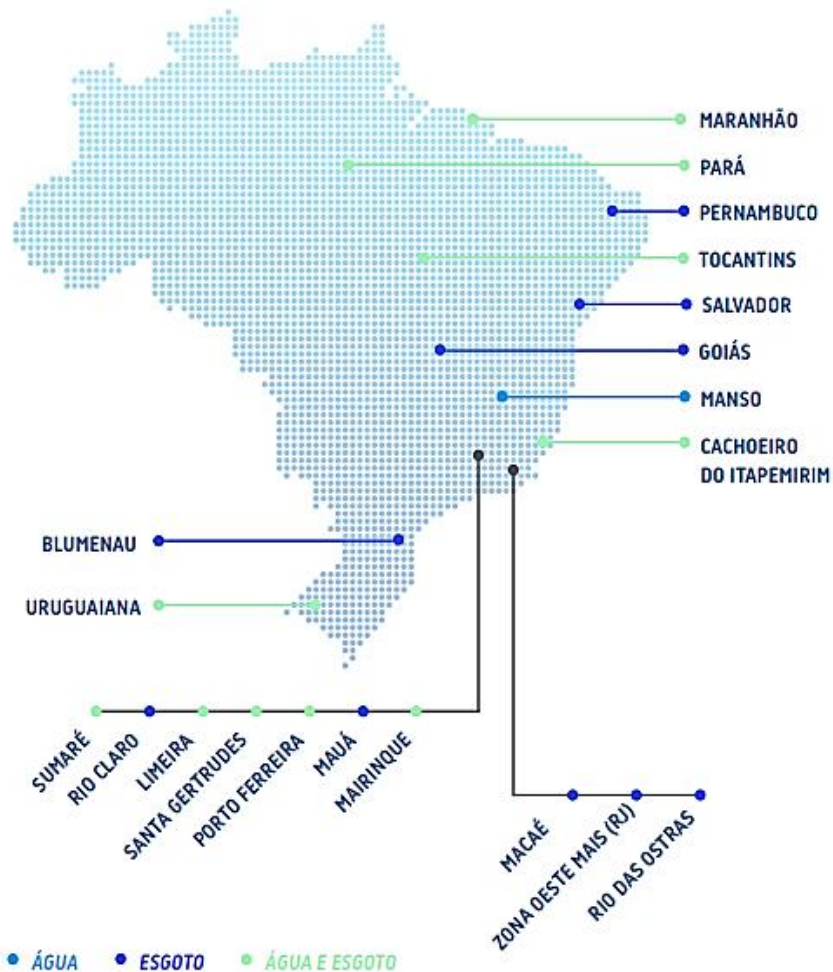 MARANHÃO
PARÁ
PERNAMBUCO
TOCANTINS
SALVADOR
GOIÁS
MANSO
CACHOEIRO
DO ITAPEMIRIM
BLUMENAU
URUGUAIANA
SUMARÉ
RIO CLARO
LIMEIRA
SANTA GERTRUDES
PORTO FERREIRA
MAUÁ
MAIRINQUE
MACAÉ
ZONA OESTE MAIS (RJ)
RIO DAS OSTRAS
ÁGUA
ESGOTO
ÁGUA E ESGOTO